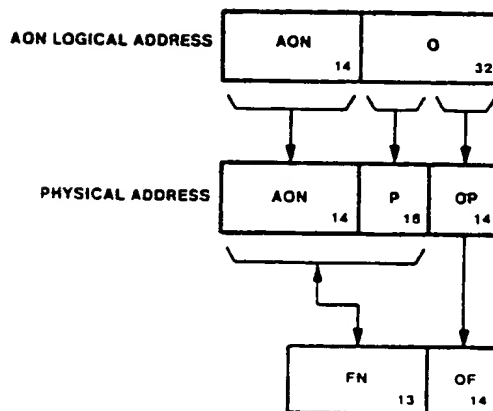 AON LOGICAL ADDRESS
AON
O
14
32
PHYSICAL ADDRESS
AON
P
OP
14
18
14
FN
OF
13
14